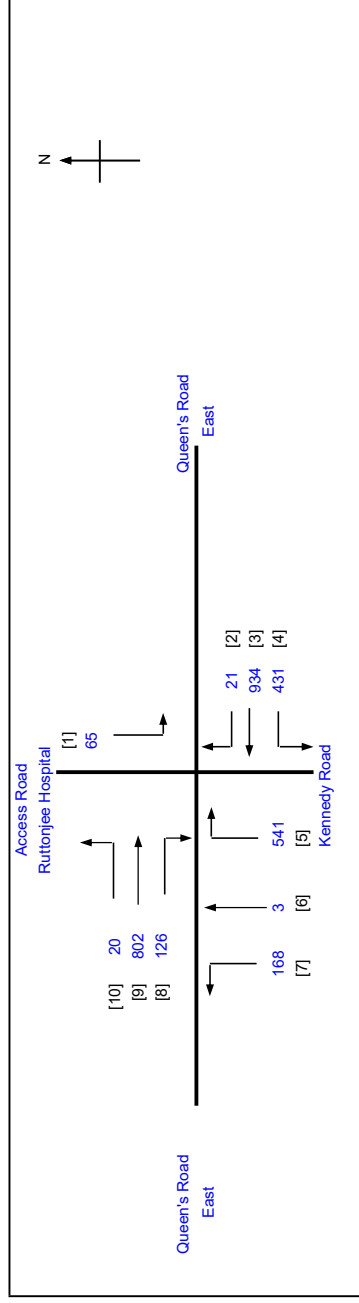 N
Access Road
Ruttonjee Hospital
[1]
65
[10] 20
[9] 802
[8] 126
Queen's Road
East
Queen's Road
East
21 [2]
934 [3]
431 [4]
168 3 541
[7] [6] [5]
Kennedy Road